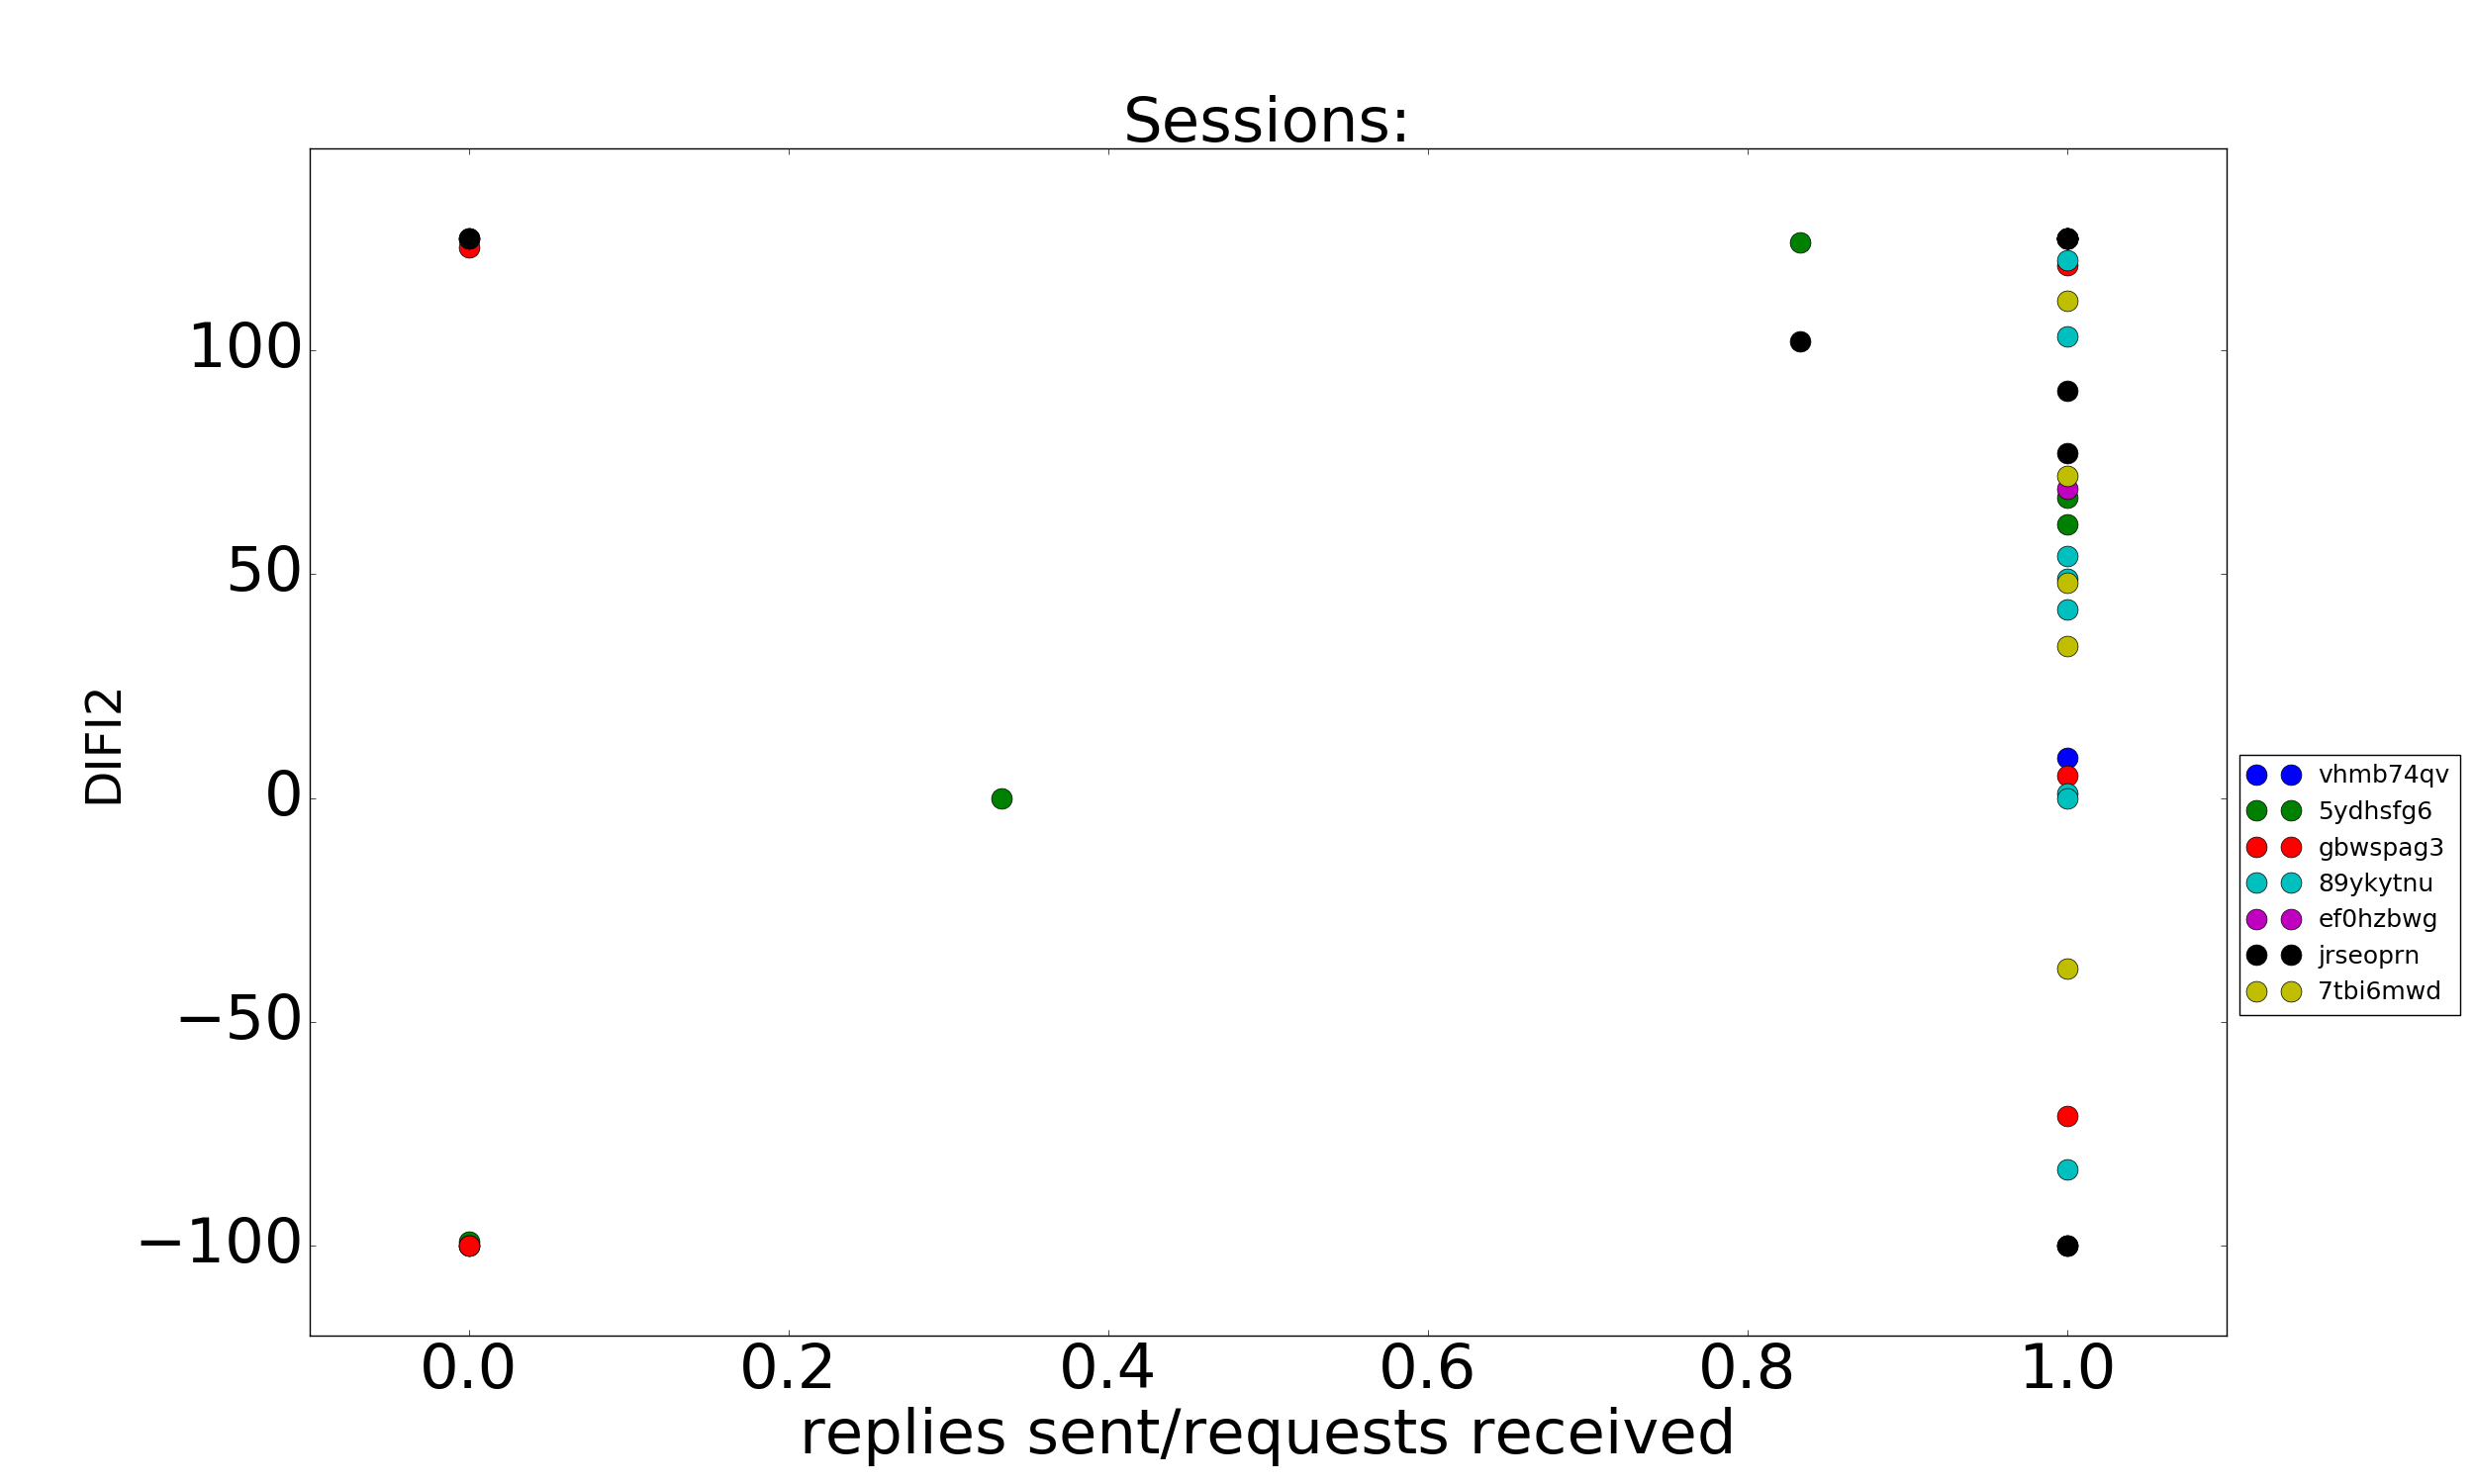 Sessions:
100
50
0
−50
−100
DIFI2
0.0 0.2 0.4 0.6 0.8 1.0
replies sent/requests received
vhmb74qv
5ydhsfg6
gbwspag3
89ykytnu
ef0hzbwg
jrseoprn
7tbi6mwd